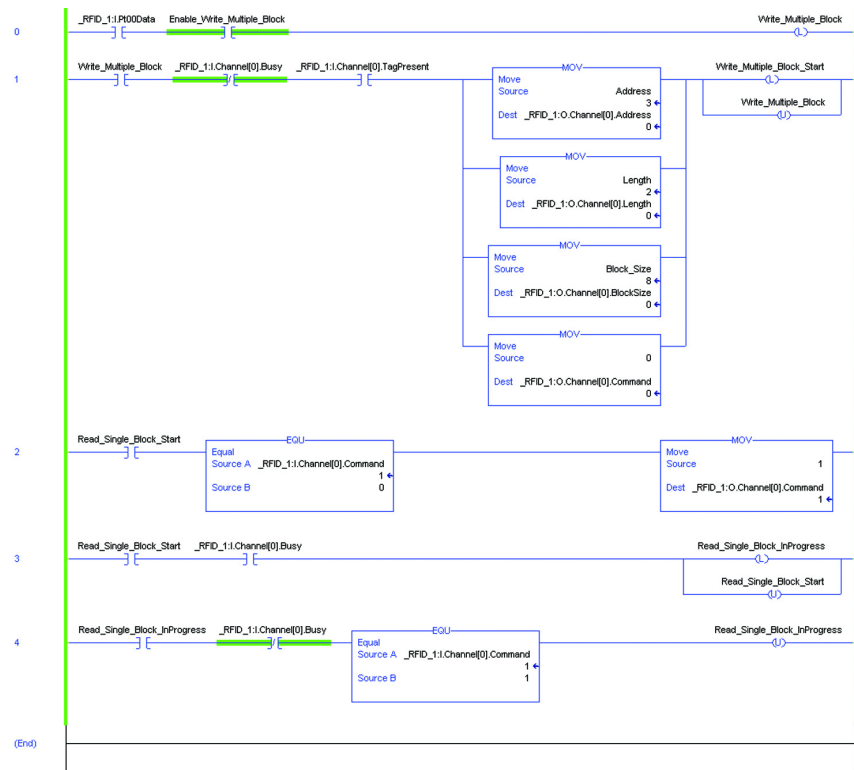 _RFID_1:I.Pt00Data Enable_Write_Multiple_Block Write_Multiple_Block
0 (L)
Write_Multiple_Block _RFID_1:I.Channel[0].Busy _RFID_1:I.Channel[0].TagPresent MOV Write_Multiple_Block_Start
1 Move (L)
Source Address
3
Dest _RFID_1:O.Channel[0].Address
0
Write_Multiple_Block
(U)
MOV
Move
Source Length
2
Dest _RFID_1:O.Channel[0].Length
0
MOV
Move
Source Block_Size
8
Dest _RFID_1:O.Channel[0].BlockSize
0
MOV
Move
Source 0
Dest _RFID_1:O.Channel[0].Command
0
Read_Single_Block_Start EQU MOV
2 Equal Move
Source A _RFID_1:I.Channel[0].Command Source 1
1
Source B 0 Dest _RFID_1:O.Channel[0].Command
1
Read_Single_Block_Start _RFID_1:I.Channel[0].Busy Read_Single_Block_InProgress
3 (L)
Read_Single_Block_Start
(U)
Read_Single_Block_InProgress _RFID_1:I.Channel[0].Busy EQU Read_Single_Block_InProgress
4 Equal (U)
Source A _RFID_1:I.Channel[0].Command
1
Source B 1
(End)